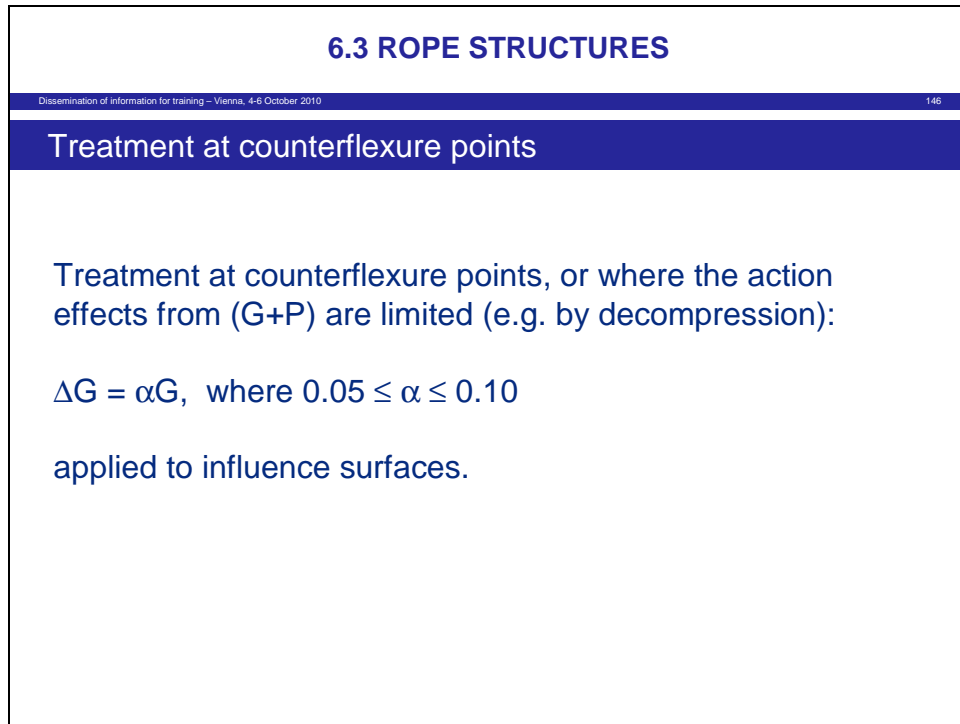 6.3 ROPE STRUCTURES
Dissemination of information for training – Vienna, 4-6 October 2010 146
Treatment at counterflexure points
Treatment at counterflexure points, or where the action
effects from (G+P) are limited (e.g. by decompression):
ΔG = αG, where 0.05 ≤ α ≤ 0.10
applied to influence surfaces.